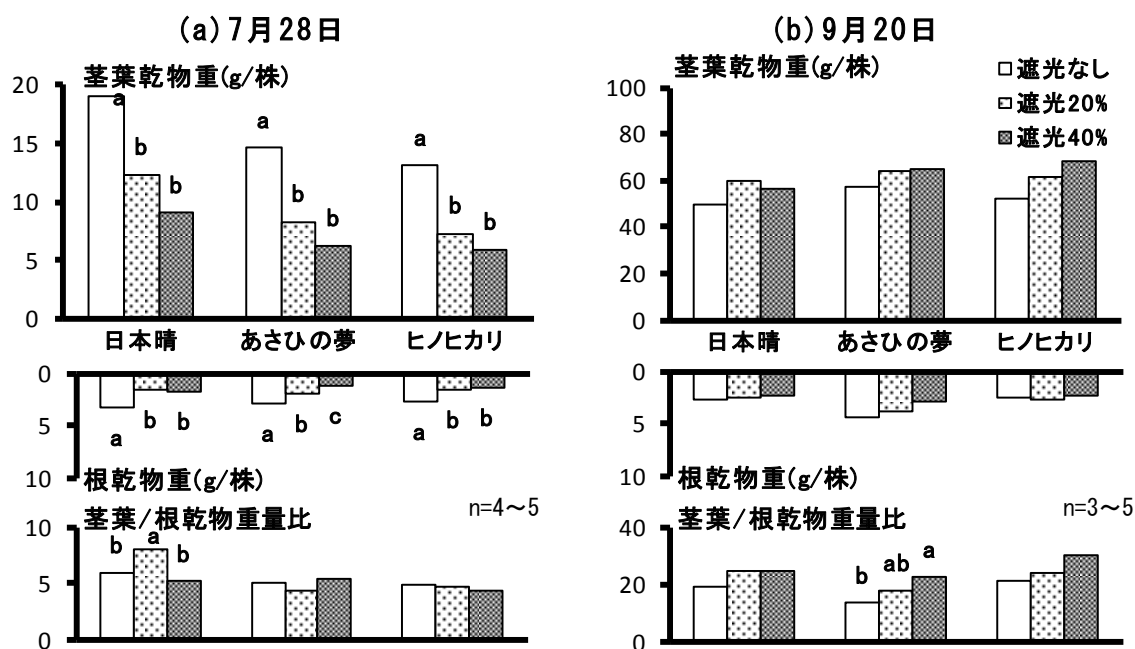 (a) 7月28日
茎葉乾物重(g/株)
20
15
10
5
0
a
b
b
a
b
b
a
b
b
日本晴
あさひの夢
ヒノヒカリ
0
5
10
a
b
b
a
b
c
a
b
b
根乾物重(g/株)
n=4～5
茎葉/根乾物重量比
10
5
0
b
a
b
(b) 9月20日
茎葉乾物重(g/株)
100
80
60
40
20
0
遮光なし
遮光20%
遮光40%
日本晴
あさひの夢
ヒノヒカリ
0
5
10
根乾物重(g/株)
n=3～5
茎葉/根乾物重量比
40
20
0
b
ab
a